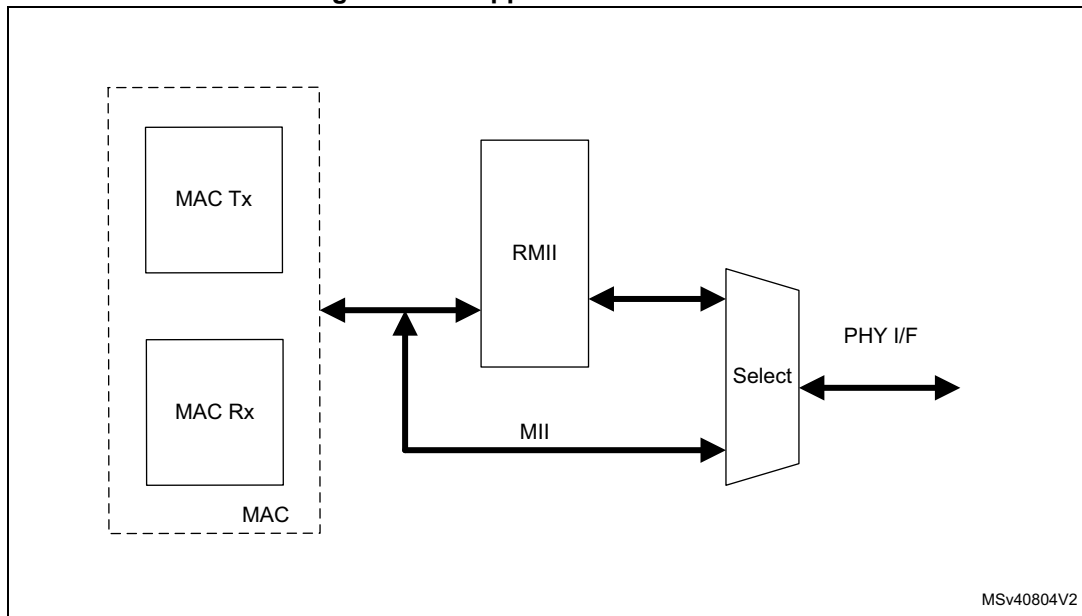 MAC Tx
RMII
PHY I/F
Select
MAC Rx
MII
MAC
MSv40804V2